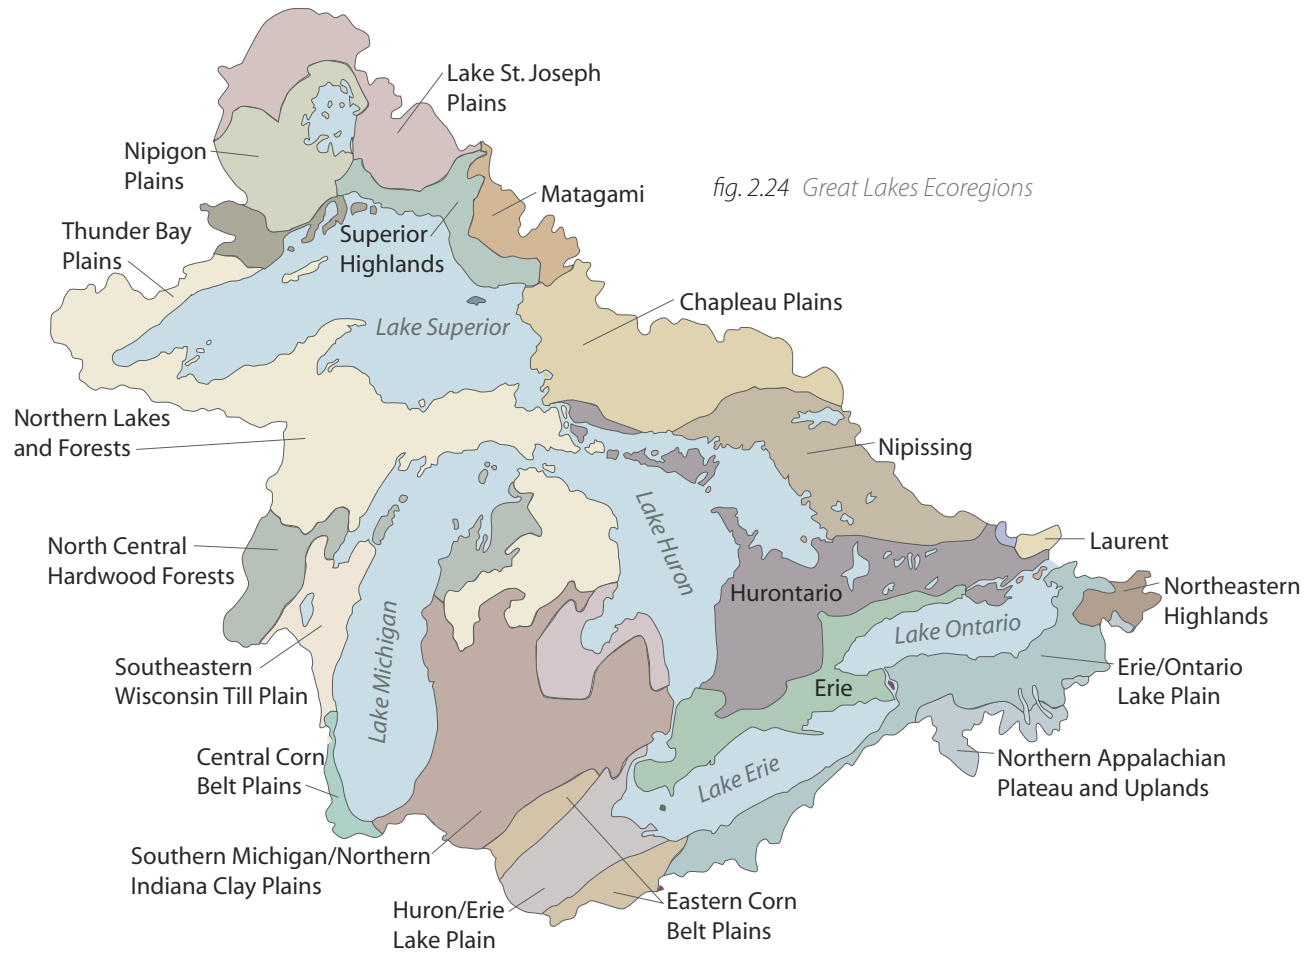 Lake St. Joseph
Plains
Nipigon
Plains
fig. 2.24 Great Lakes Ecoregions
Matagami
Thunder Bay
Plains
Superior
Highlands
Chapleau Plains
Lake Superior
Northern Lakes
and Forests
Nipissing
Lake Huron
North Central
Hardwood Forests
Laurent
Hurontario
Northeastern
Highlands
Lake Ontario
Lake Michigan
Southeastern
Wisconsin Till Plain
Erie/Ontario
Lake Plain
Erie
Central Corn
Belt Plains
Lake Erie
Northern Appalachian
Plateau and Uplands
Southern Michigan/Northern
Indiana Clay Plains
Huron/Erie
Lake Plain
Eastern Corn
Belt Plains